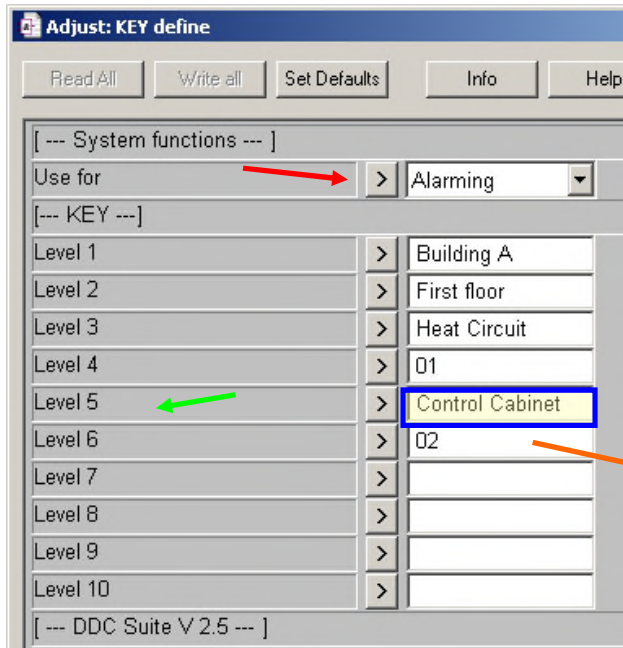 Adjust: KEY define
Read All Write all Set Defaults Info Help
[ --- System functions --- ]
Use for > Alarming
[--- KEY ---]
Level 1 > Building A
Level 2 > First floor
Level 3 > Heat Circuit
Level 4 > 01
Level 5 > Control Cabinet
Level 6 > 02
Level 7 >
Level 8 >
Level 9 >
Level 10 >
[ --- DDC Suite V 2.5 --- ]